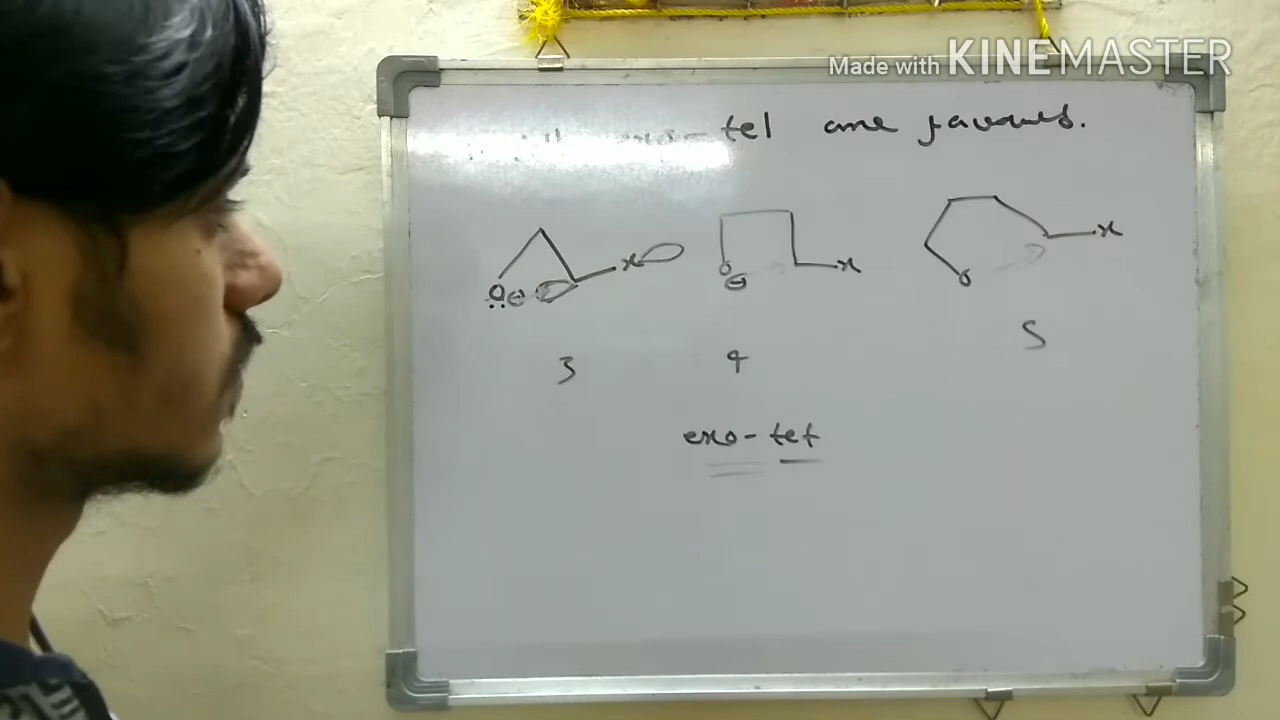 Made with KINEMASTER
tel are favoured.
O ⊖ x
O ⊖ x
O x
3 4 5
exo-tet